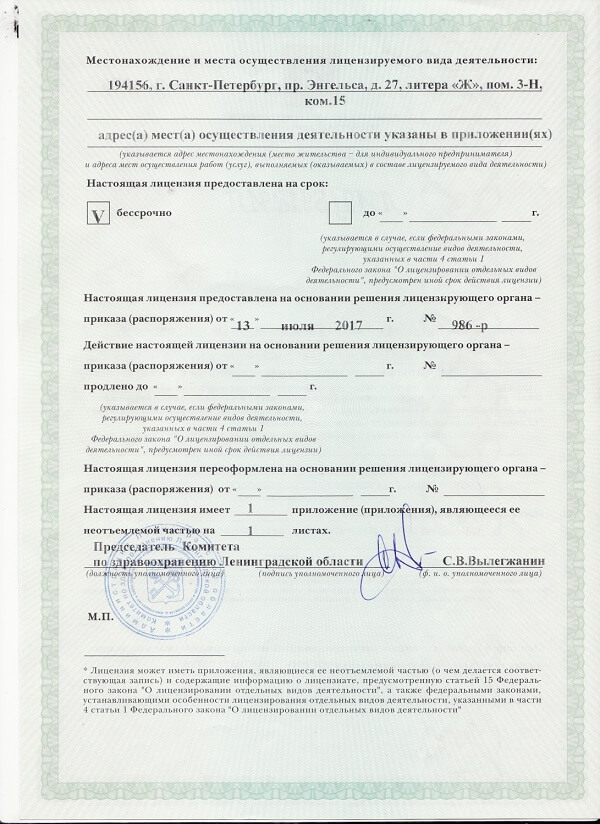 Местонахождение и места осуществления лицензируемого вида деятельности:
194156, г. Санкт-Петербург, пр. Энгельса, д. 27, литера «Ж», пом. 3-Н,
ком.15
адрес(а) мест(а) осуществления деятельности указаны в приложении(ях)
(указывается адрес местонахождения (место жительства – для индивидуального предпринимателя)
и адреса мест осуществления работ (услуг), выполняемых (оказываемых) в составе лицензируемого вида деятельности)
Настоящая лицензия предоставлена на срок:
V бессрочно до « » г.
(указывается в случае, если федеральными законами,
регулирующими осуществление видов деятельности,
указанных в части 4 статьи 1
Федерального закона "О лицензировании отдельных видов
деятельности", предусмотрен иной срок действия лицензии)
Настоящая лицензия предоставлена на основании решения лицензирующего органа –
приказа (распоряжения) от « 13 » июля 2017 г. № 986-р
Действие настоящей лицензии на основании решения лицензирующего органа –
приказа (распоряжения) от « » г. №
продлено до « » г.
(указывается в случае, если федеральными законами,
регулирующими осуществление видов деятельности,
указанных в части 4 статьи 1
Федерального закона "О лицензировании отдельных видов
деятельности", предусмотрен иной срок действия лицензии)
Настоящая лицензия переоформлена на основании решения лицензирующего органа –
приказа (распоряжения) от « » г. №
Настоящая лицензия имеет 1 приложение (приложения), являющееся ее
неотъемлемой частью на 1 листах.
Председатель Комитета
по здравоохранению Ленинградской области С.В.Вылегжанин
(должность уполномоченного лица) (подпись уполномоченного лица) (ф. и. о. уполномоченного лица)
М.П.
* Лицензия может иметь приложения, являющиеся ее неотъемлемой частью (о чем делается соответ-
ствующая запись) и содержащие информацию о лицензиате, предусмотренную статьей 15 Федераль-
ного закона "О лицензировании отдельных видов деятельности", а также федеральными законами,
устанавливающими особенности лицензирования отдельных видов деятельности, указанными в части
4 статьи 1 Федерального закона "О лицензировании отдельных видов деятельности"